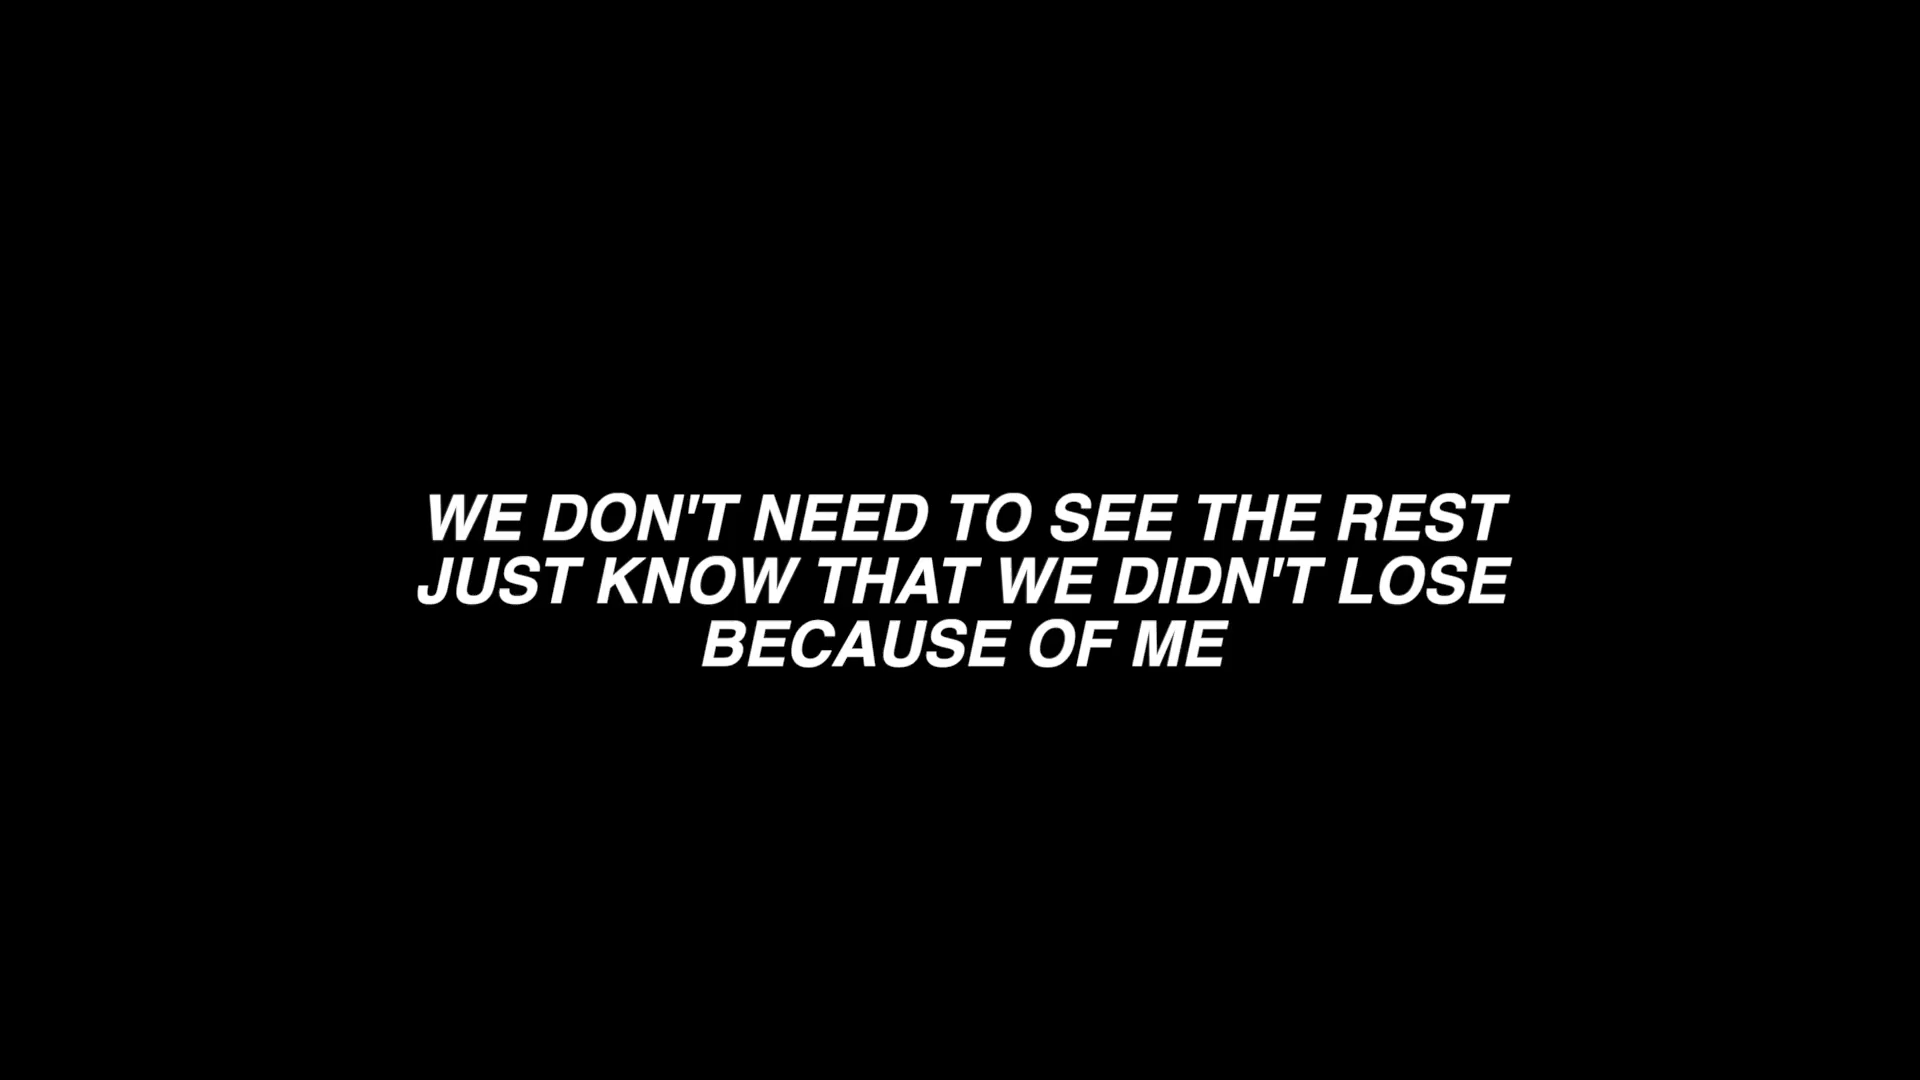 WE DON'T NEED TO SEE THE REST
JUST KNOW THAT WE DIDN'T LOSE
BECAUSE OF ME